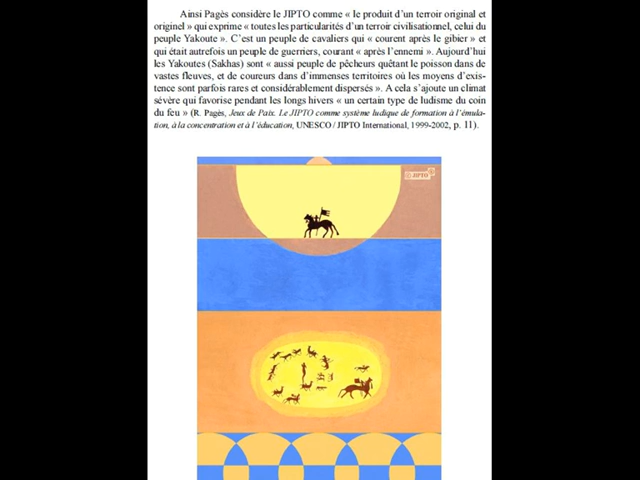 Ainsi Pagès considère le JIPTO comme « le produit d’un terroir original et
originel » qui exprime « toutes les particularités d’un terroir civilisationnel, celui du
peuple Yakoute ». C’est un peuple de cavaliers qui « courent après le gibier » et
qui était autrefois un peuple de guerriers, courant « après l’ennemi ». Aujourd’hui
les Yakoutes (Sakhas) sont « aussi peuple de pêcheurs quêtant le poisson dans de
vastes fleuves, et de coureurs dans d’immenses territoires où les moyens d’exis-
tence sont parfois rares et considérablement dispersés ». A cela s’ajoute un climat
sévère qui favorise pendant les longs hivers « un certain type de ludisme du coin
du feu » (R. Pagès, Jeux de Paix. Le JIPTO comme système ludique de formation à l’émula-
tion, à la concentration et à l’éducation, UNESCO / JIPTO International, 1999-2002, p. 11).
JIPTO